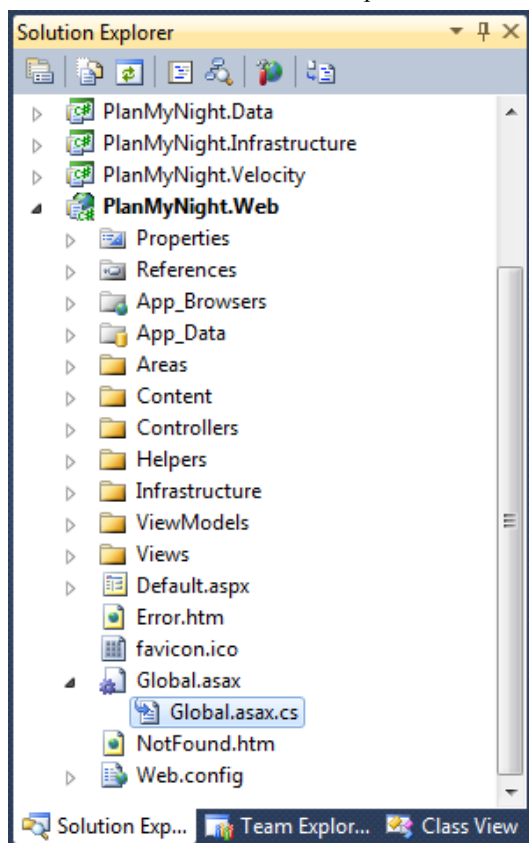 Solution Explorer
PlanMyNight.Data
PlanMyNight.Infrastructure
PlanMyNight.Velocity
PlanMyNight.Web
Properties
References
App_Browsers
App_Data
Areas
Content
Controllers
Helpers
Infrastructure
ViewModels
Views
Default.aspx
Error.htm
favicon.ico
Global.asax
Global.asax.cs
NotFound.htm
Web.config
Solution Exp... Team Explor... Class View